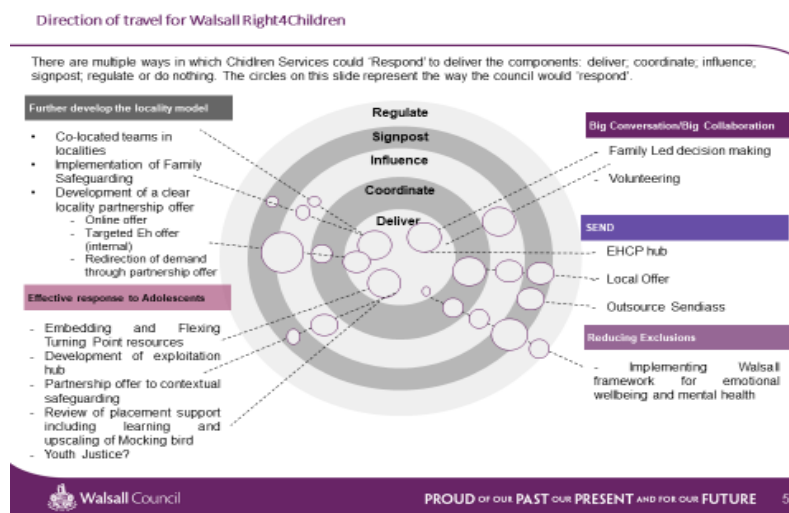 Direction of travel for Walsall Right4Children
There are multiple ways in which Chidlren Services could 'Respond' to deliver the components: deliver; coordinate; influence;
signpost; regulate or do nothing. The circles on this slide represent the way the council would 'respond'.
Further develop the locality model
• Co-located teams in
localities
• Implementation of Family
Safeguarding
• Development of a clear
locality partnership offer
- Online offer
- Targeted Eh offer
(internal)
- Redirection of demand
through partnership offer
Effective response to Adolescents
- Embedding and Flexing
Turning Point resources
- Development of exploitation
hub
- Partnership offer to contextual
safeguarding
- Review of placement support
including learning and
upscaling of Mocking bird
- Youth Justice?
Regulate
Signpost
Influence
Coordinate
Deliver
Big Conversation/Big Collaboration
- Family Led decision making
- Volunteering
SEND
- EHCP hub
- Local Offer
- Outsource Sendiass
Reducing Exclusions
- Implementing Walsall
framework for emotional
wellbeing and mental health
Walsall Council
PROUD OF OUR PAST OUR PRESENT AND FOR OUR FUTURE
5